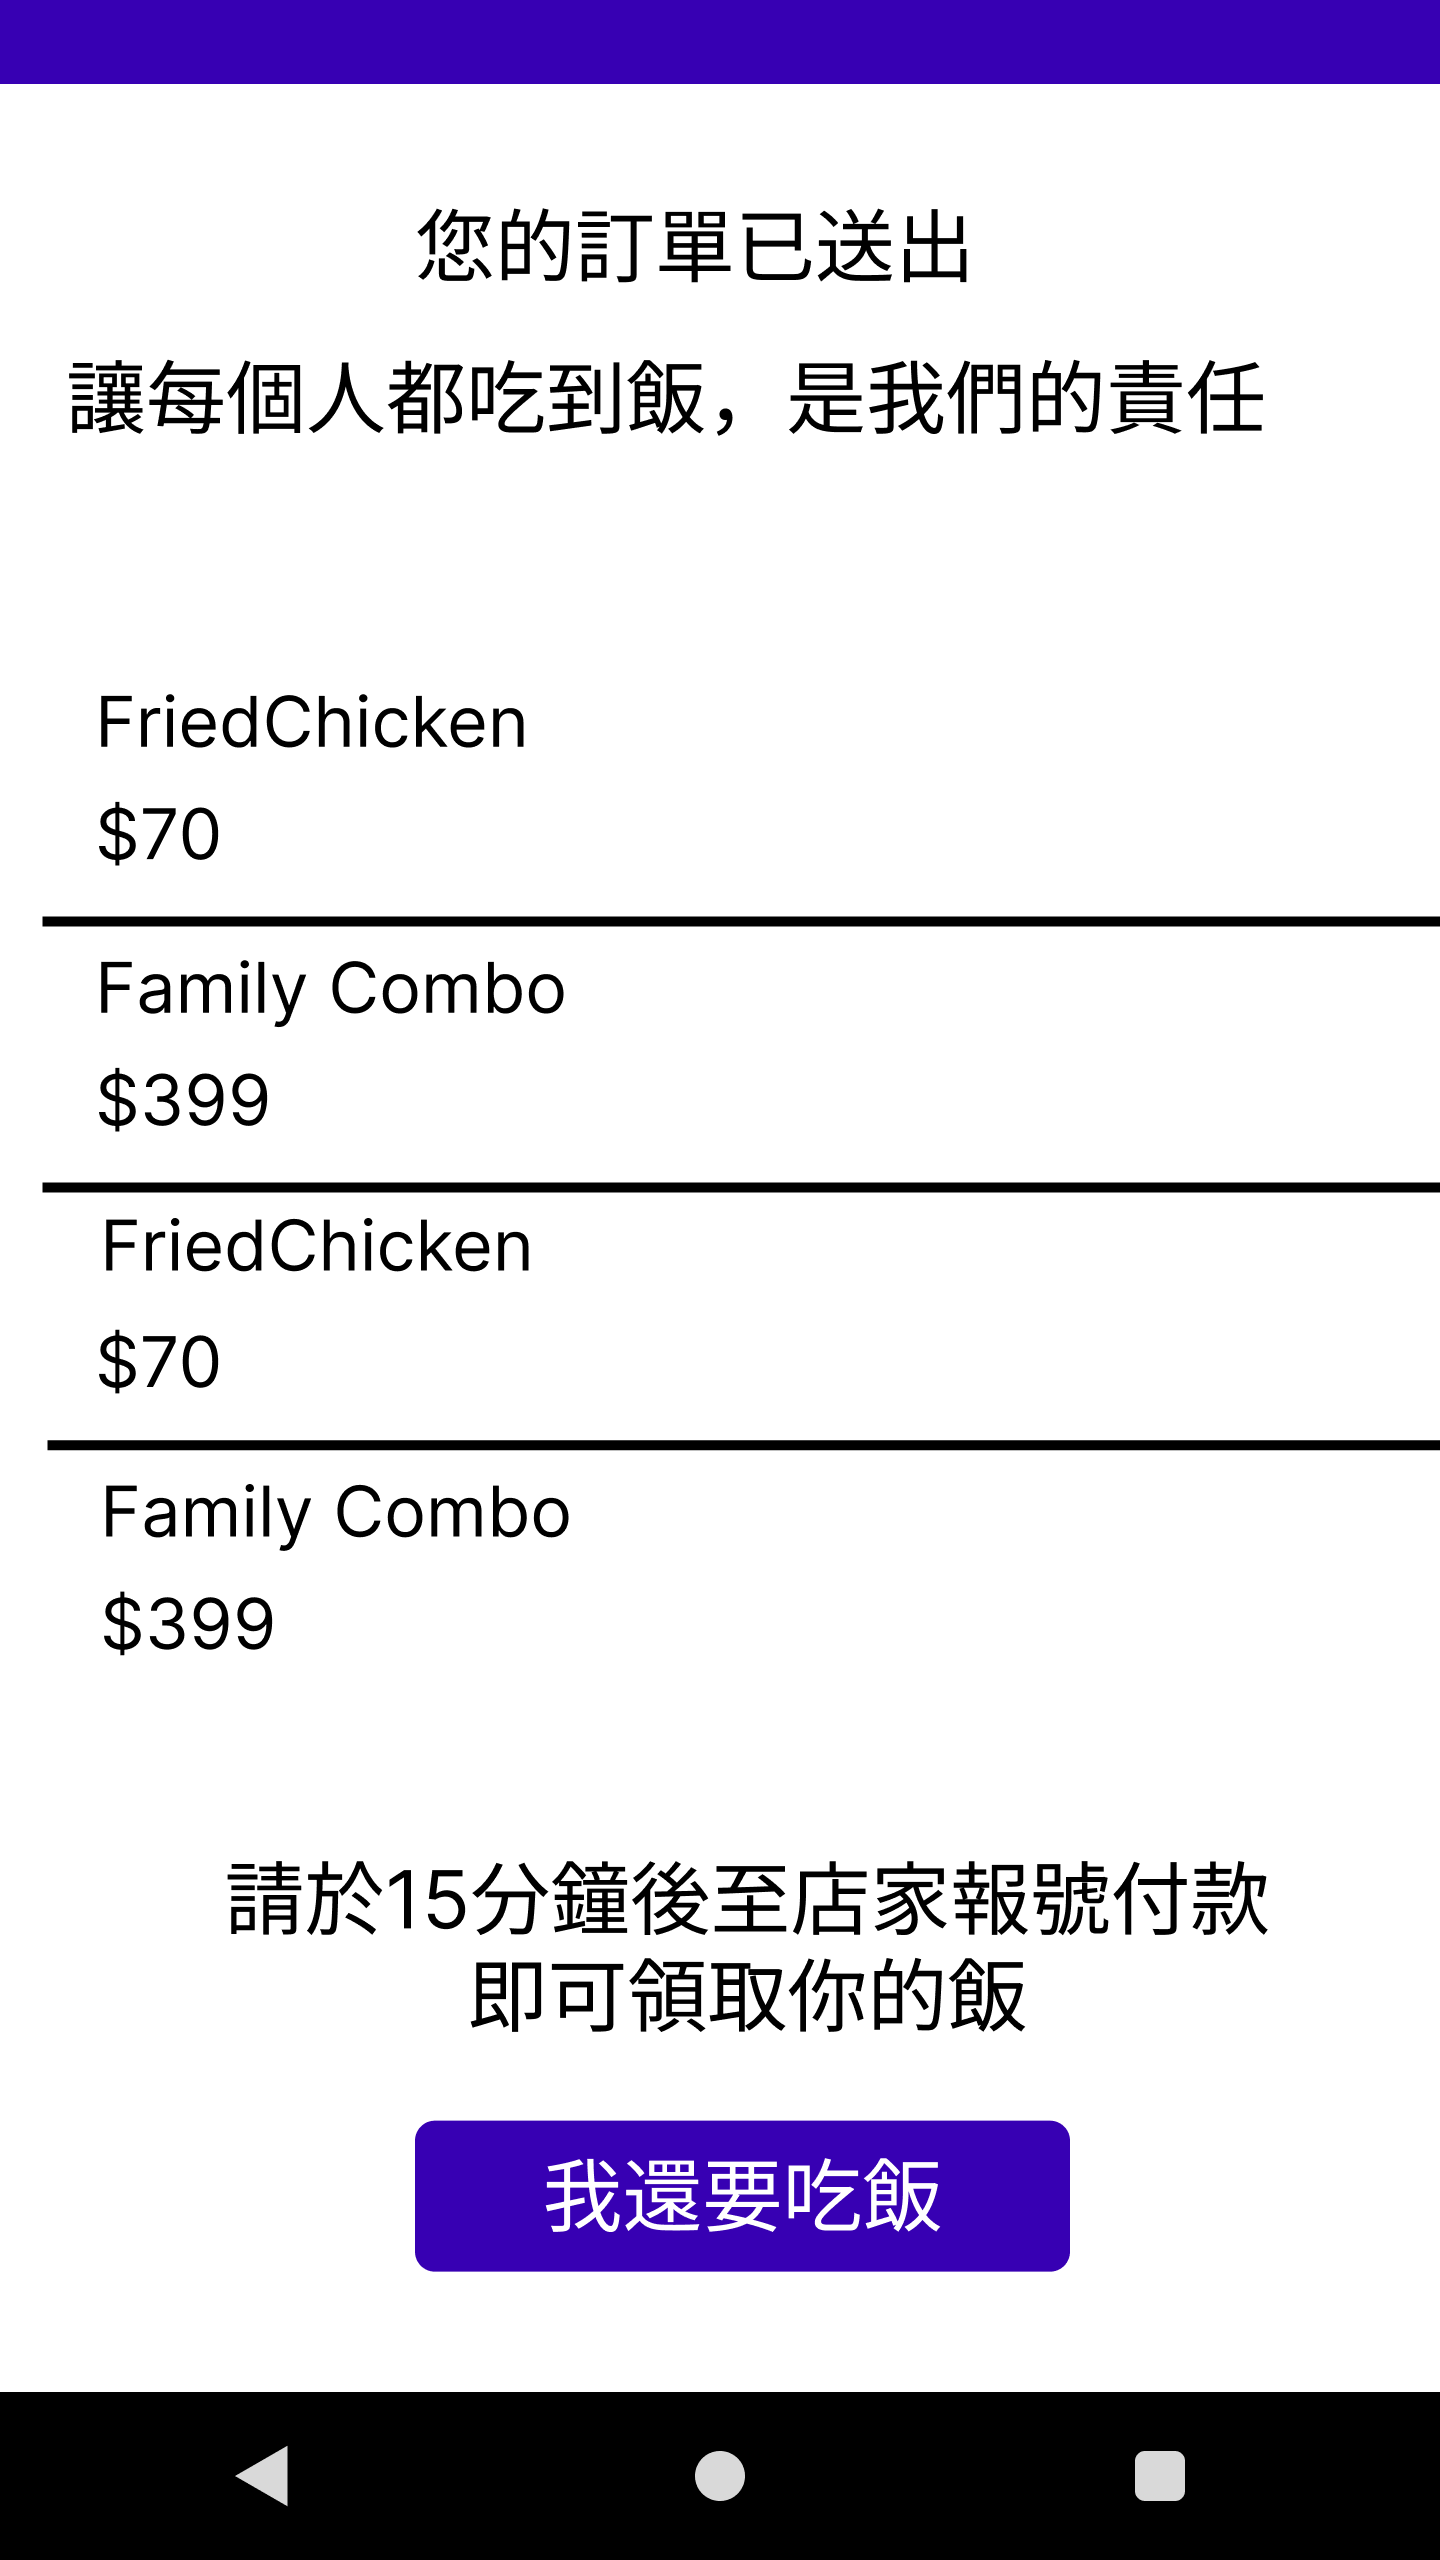 您的訂單已送出
讓每個人都吃到飯，是我們的責任
FriedChicken
$70
Family Combo
$399
FriedChicken
$70
Family Combo
$399
請於15分鐘後至店家報號付款
即可領取你的飯
我還要吃飯